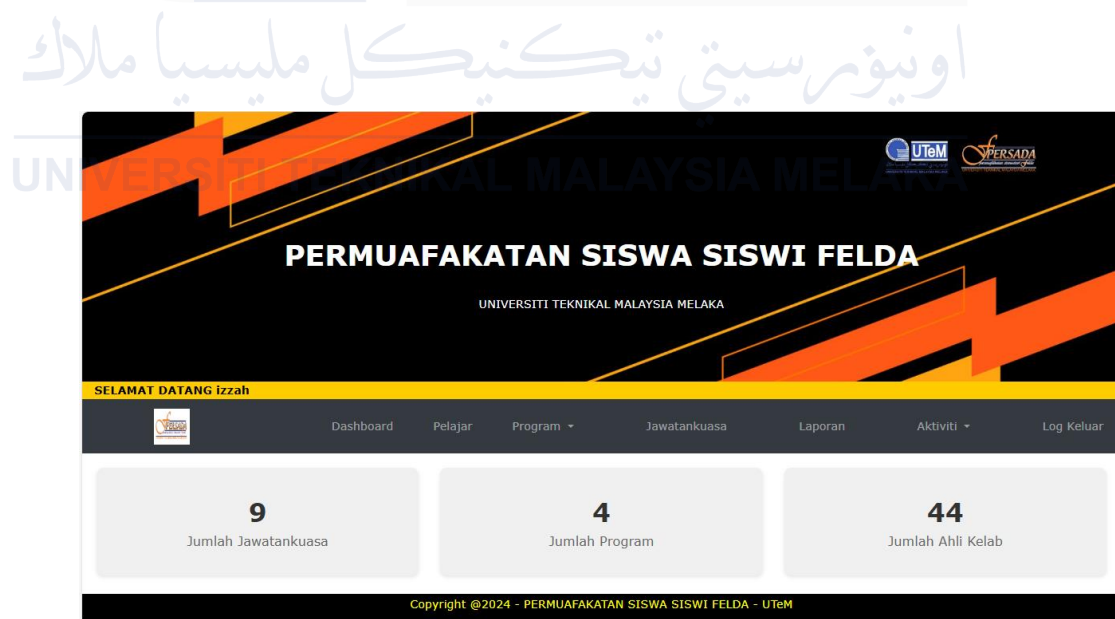 اونيۏرسيتي تيكنيكل مليسيا ملاك
UNIVERSITI TEKNIKAL MALAYSIA MELAKA
UTeM
PERSADA
PERMUAFAKATAN SISWA SISWI FELDA
UNIVERSITI TEKNIKAL MALAYSIA MELAKA
SELAMAT DATANG izzah
Dashboard Pelajar Program Jawatankuasa Laporan Aktiviti Log Keluar
9 4 44
Jumlah Jawatankuasa Jumlah Program Jumlah Ahli Kelab
Copyright @2024 - PERMUAFAKATAN SISWA SISWI FELDA - UTeM